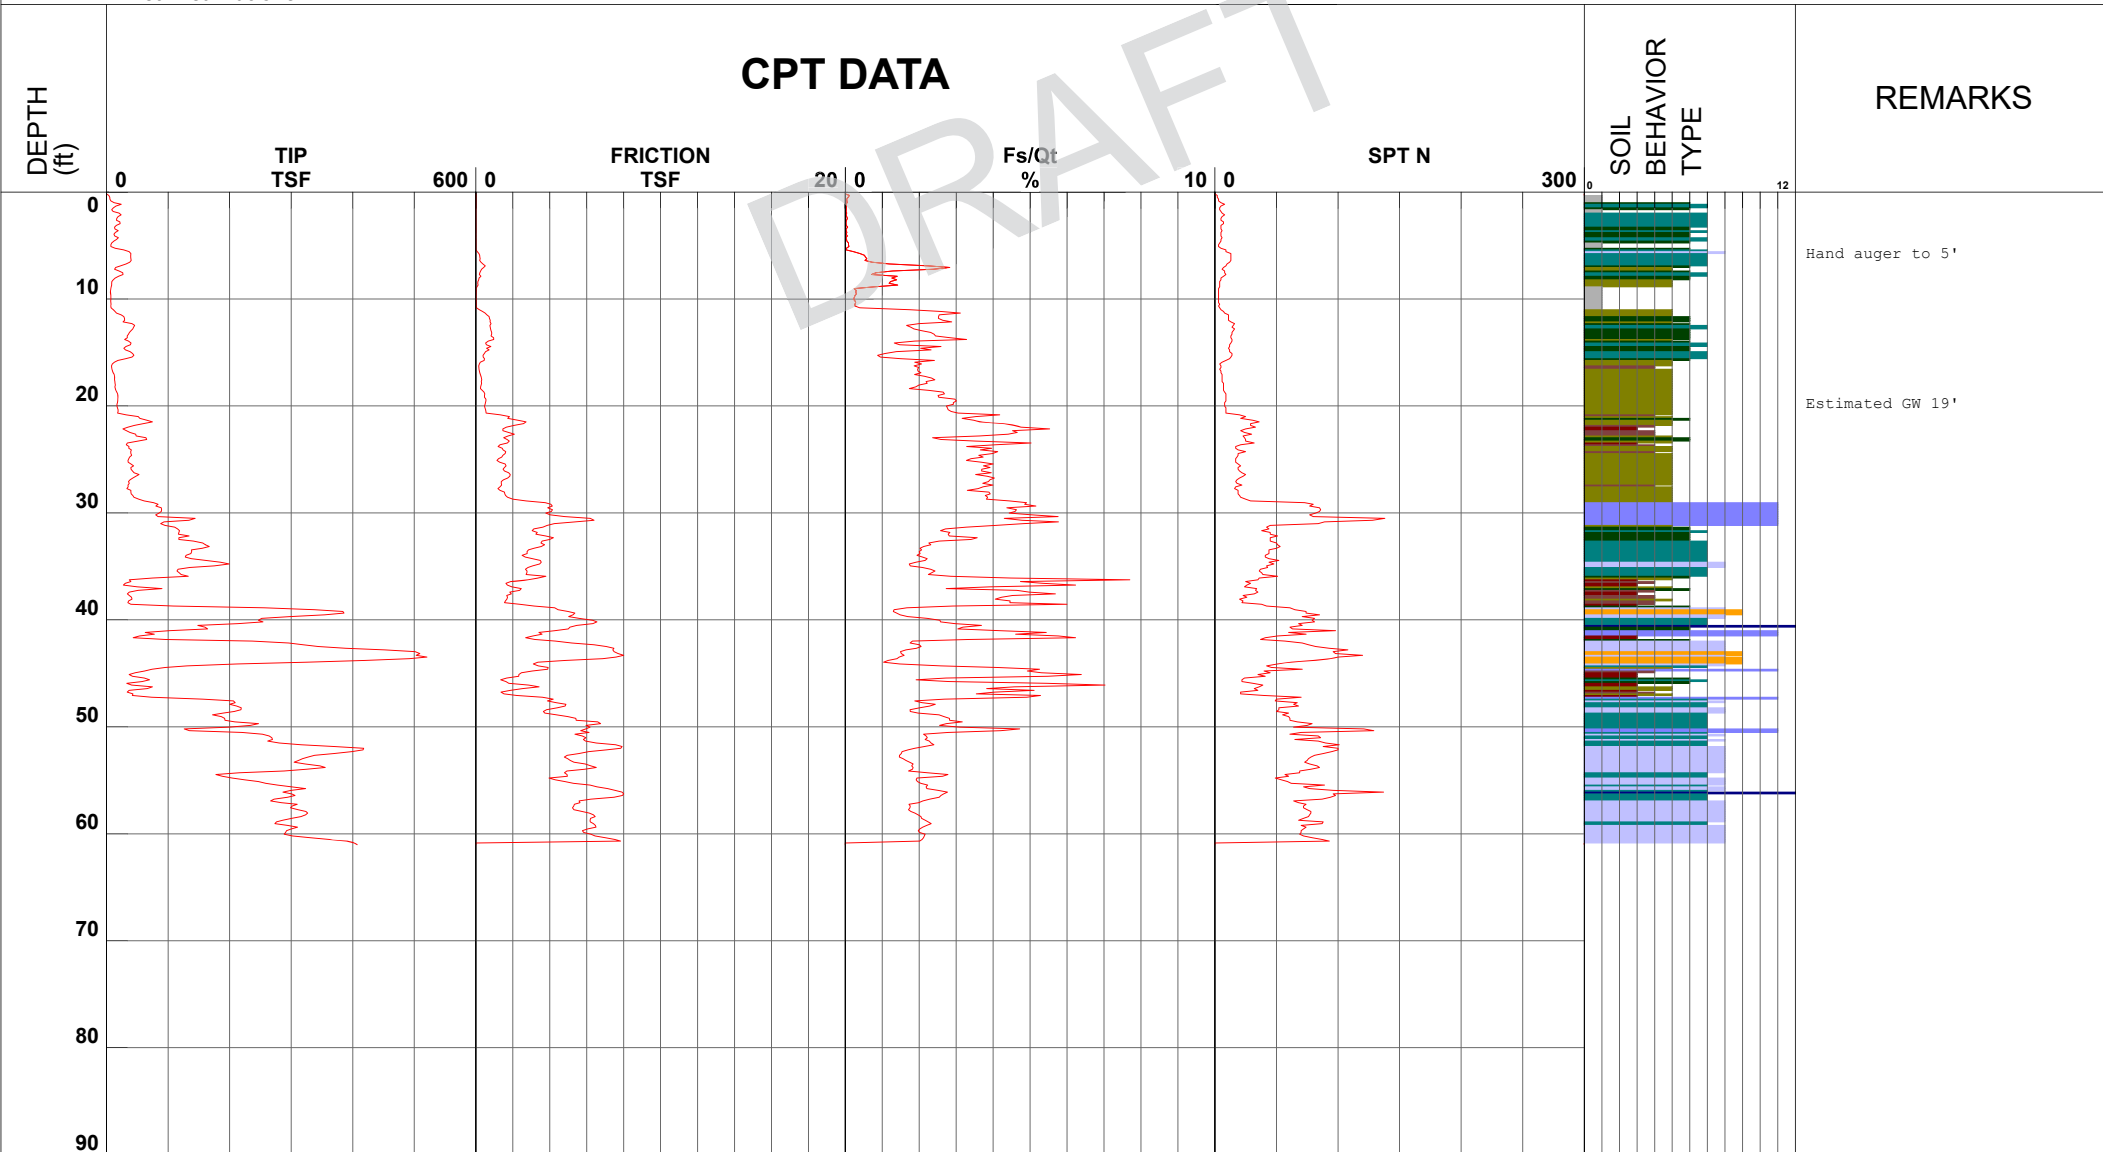 CPT DATA
DRAFT
DEPTH
(ft)
TIP
0 TSF 600
FRICTION
0 TSF 20
Fs/Qt
0 % 10
SPT N
0 300
SOIL
BEHAVIOR
TYPE
0 12
REMARKS
0
Hand auger to 5'
10
20
Estimated GW 19'
30
40
50
60
70
80
90